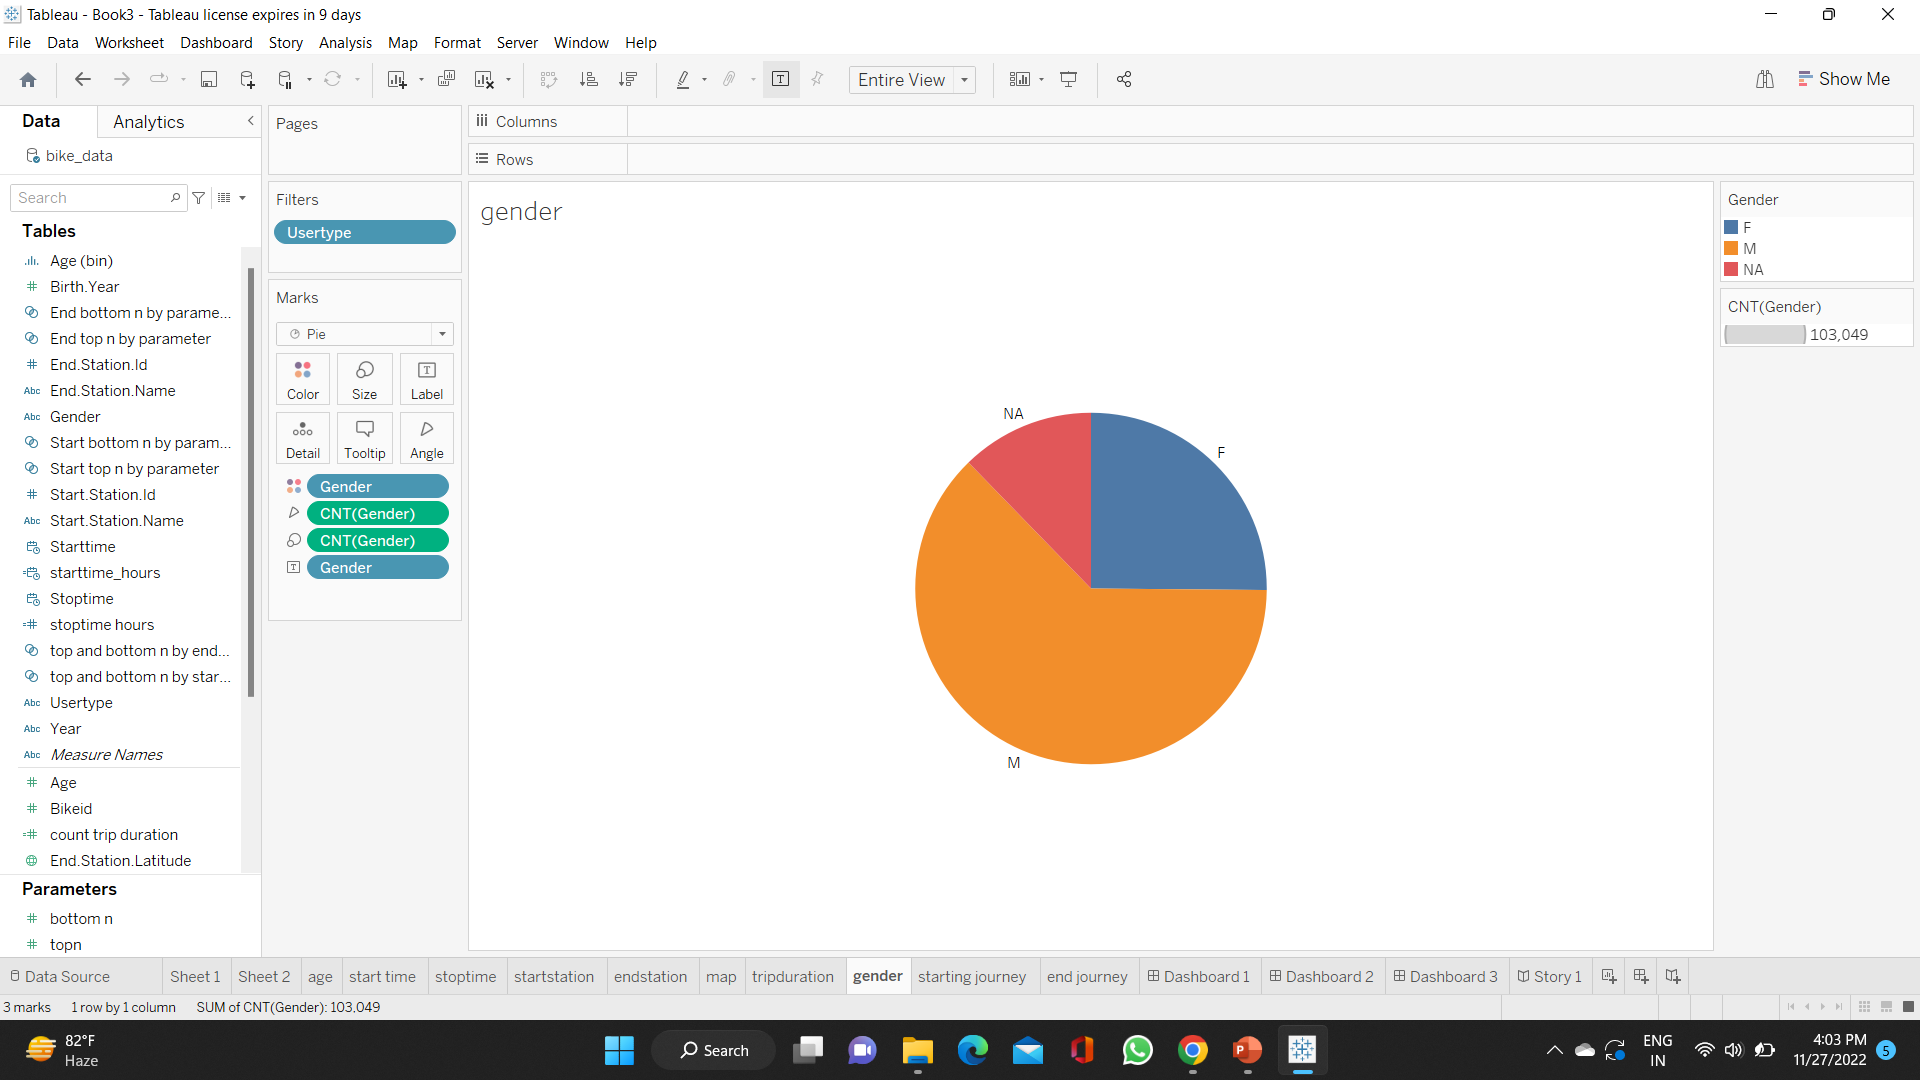 Tableau - Book3 - Tableau license expires in 9 days
File Data Worksheet Dashboard Story Analysis Map Format Server Window Help
Entire View
Show Me
Data
Analytics
bike_data
Search
Tables
Age (bin)
Birth.Year
End bottom n by parame...
End top n by parameter
End.Station.Id
Abc End.Station.Name
Abc Gender
Start bottom n by param...
Start top n by parameter
Start.Station.Id
Abc Start.Station.Name
Starttime
starttime_hours
Stoptime
stoptime hours
top and bottom n by end...
top and bottom n by star...
Abc Usertype
Abc Year
Abc Measure Names
Age
Bikeid
count trip duration
End.Station.Latitude
Parameters
bottom n
topn
Pages
Filters
Usertype
Marks
Pie
Color Size Label
Detail Tooltip Angle
Gender
CNT(Gender)
CNT(Gender)
Gender
Columns
Rows
gender
NA
F
M
Gender
F
M
NA
CNT(Gender)
103,049
Data Source Sheet 1 Sheet 2 age start time stoptime startstation endstation map tripduration gender starting journey end journey Dashboard 1 Dashboard 2 Dashboard 3 Story 1
3 marks 1 row by 1 column SUM of CNT(Gender): 103,049
82°F
Haze
Search
ENG
IN
4:03 PM
11/27/2022
5